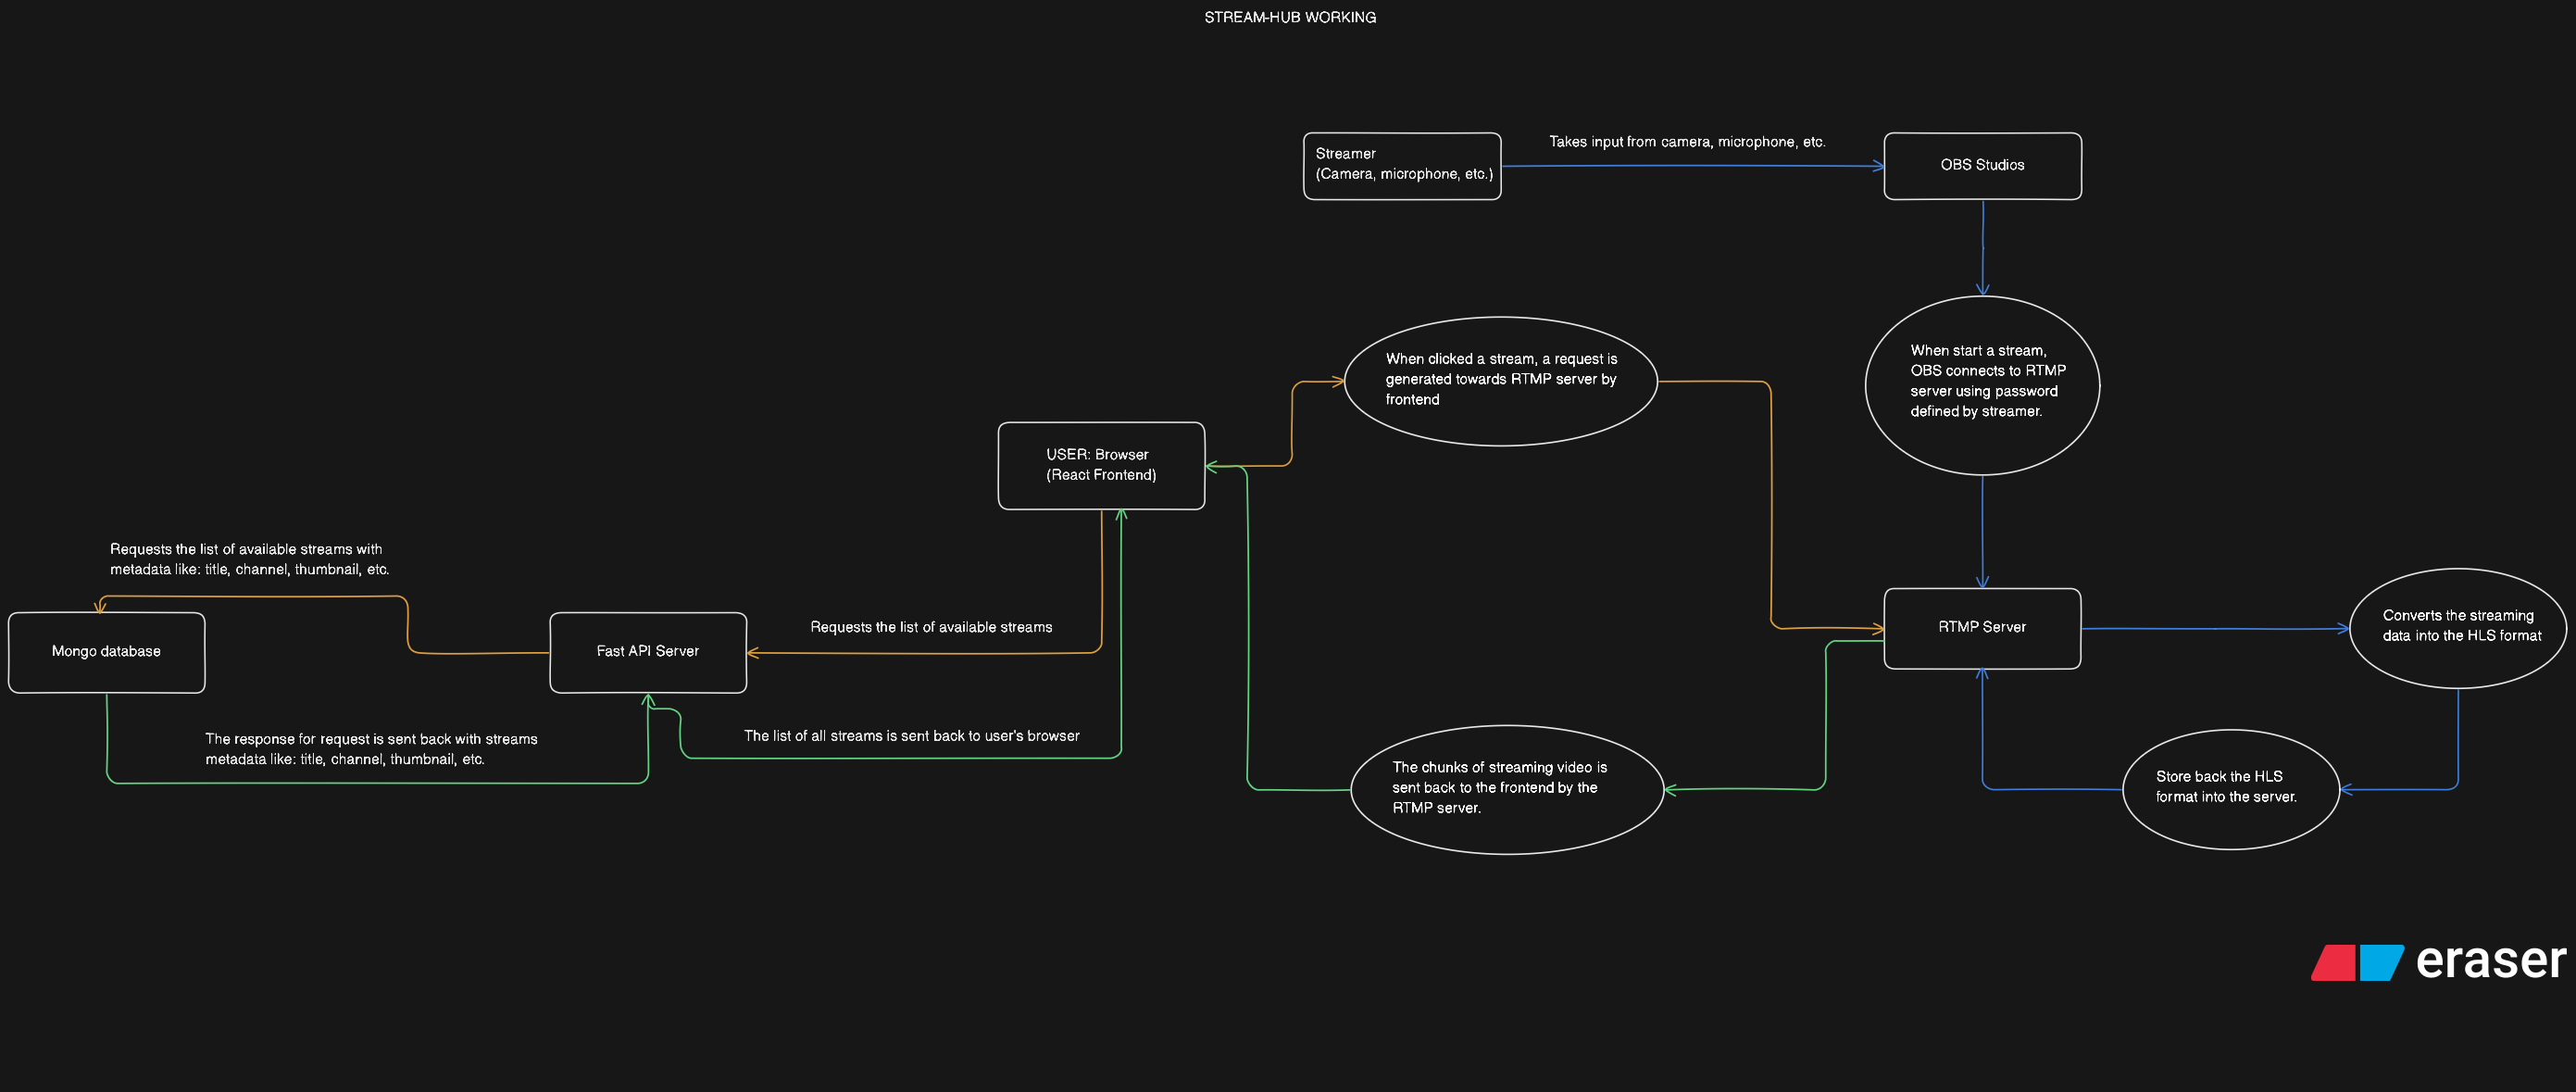 STREAM-HUB WORKING
Streamer
(Camera, microphone, etc.)
Takes input from camera, microphone, etc.
OBS Studios
When start a stream,
OBS connects to RTMP
server using password
defined by streamer.
When clicked a stream, a request is
generated towards RTMP server by
frontend
USER: Browser
(React Frontend)
Requests the list of available streams with
metadata like: title, channel, thumbnail, etc.
Mongo database
Fast API Server
Requests the list of available streams
RTMP Server
Converts the streaming
data into the HLS format
The response for request is sent back with streams
metadata like: title, channel, thumbnail, etc.
The list of all streams is sent back to user's browser
The chunks of streaming video is
sent back to the frontend by the
RTMP server.
Store back the HLS
format into the server.
eraser